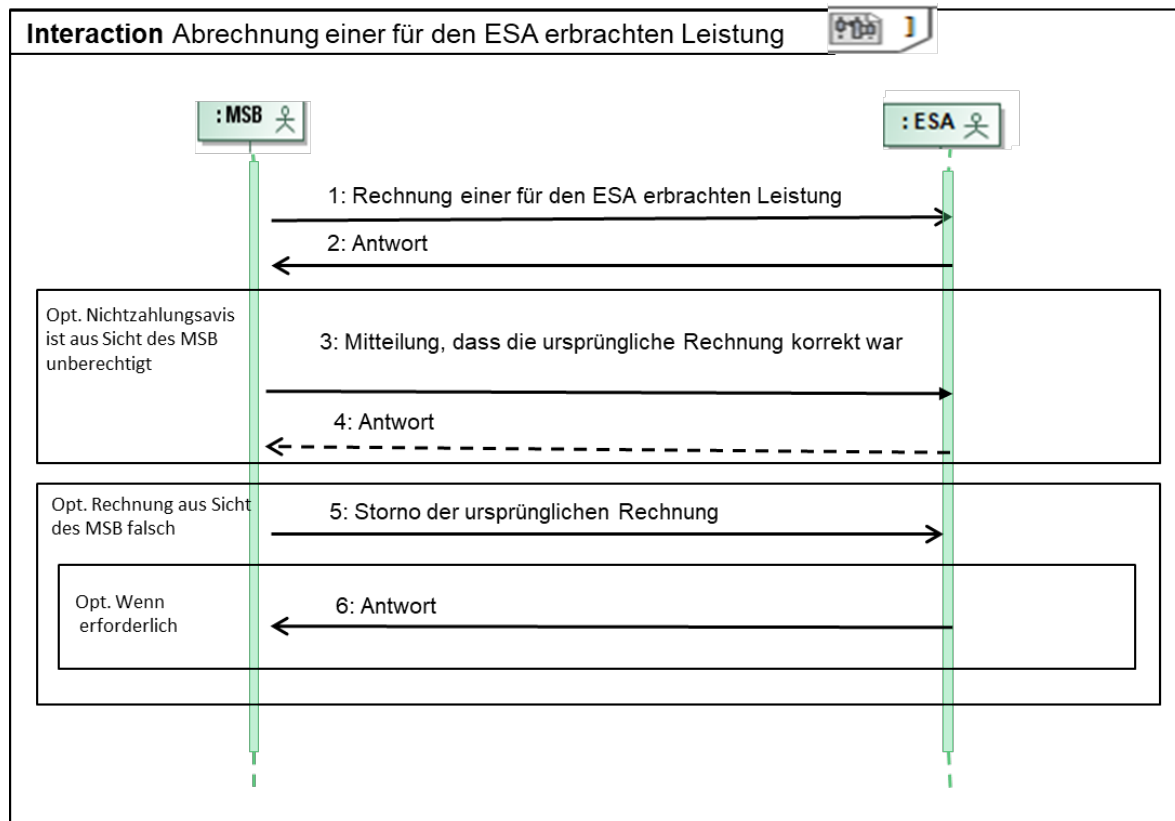 Interaction Abrechnung einer für den ESA erbrachten Leistung
: MSB
: ESA
1: Rechnung einer für den ESA erbrachten Leistung
2: Antwort
Opt. Nichtzahlungsavis
ist aus Sicht des MSB
unberechtigt
3: Mitteilung, dass die ursprüngliche Rechnung korrekt war
4: Antwort
Opt. Rechnung aus Sicht
des MSB falsch
5: Storno der ursprünglichen Rechnung
Opt. Wenn
erforderlich
6: Antwort